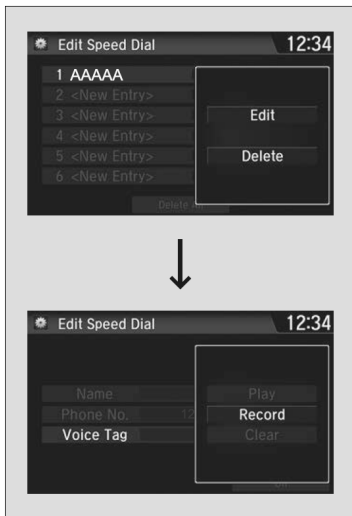 Edit Speed Dial 12:34
1 AAAAA
2 <New Entry>
3 <New Entry>
4 <New Entry>
5 <New Entry>
6 <New Entry>
Edit
Delete
Delete All
Edit Speed Dial 12:34
Name
Phone No. 12
Voice Tag
Play
Record
Clear